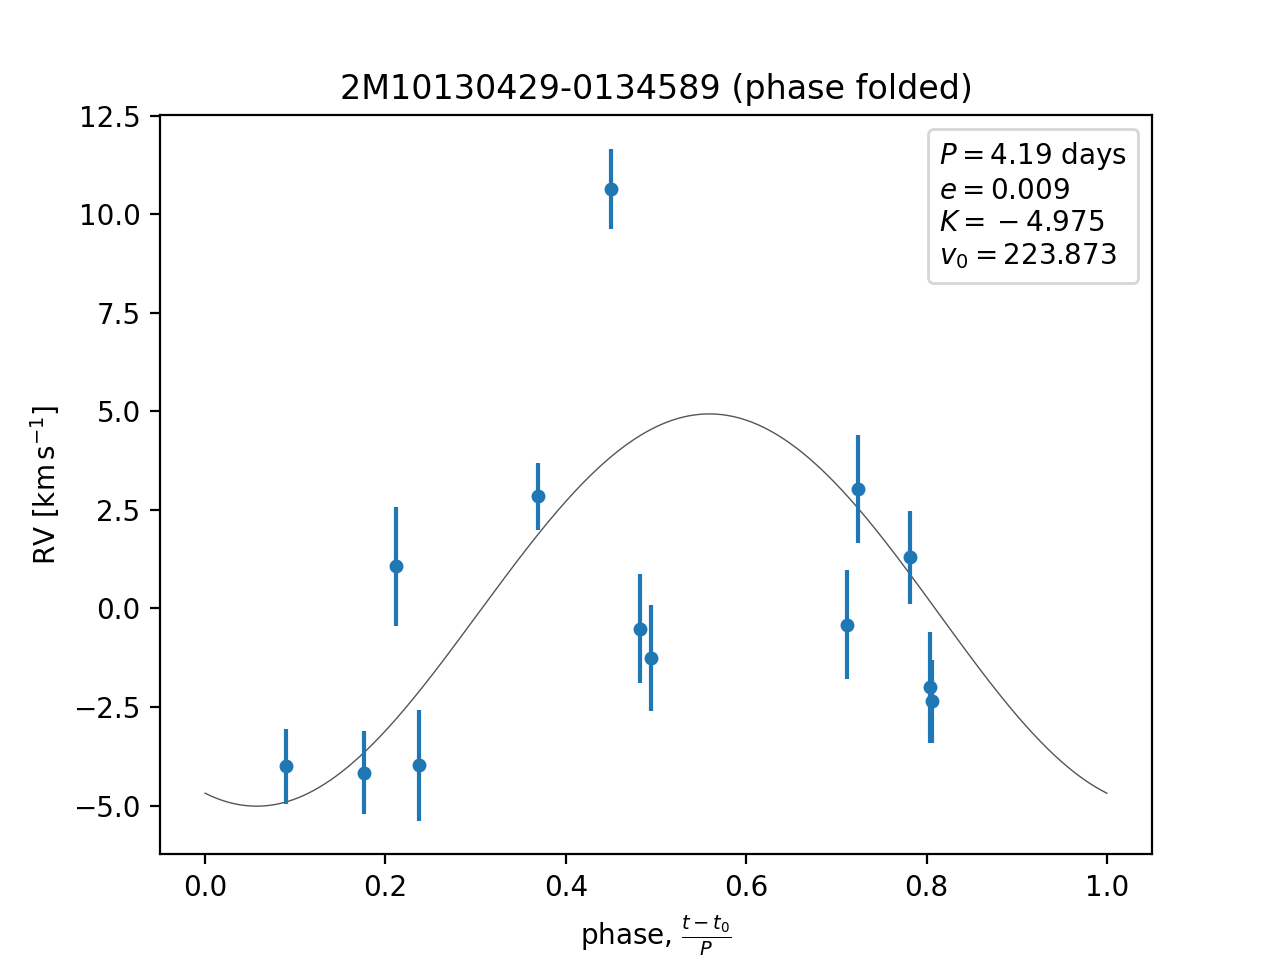 2M10130429-0134589 (phase folded)
P = 4.19 days
e = 0.009
K = −4.975
v₀ = 223.873
12.5
10.0
7.5
5.0
2.5
0.0
−2.5
−5.0
RV [km s⁻¹]
0.0 0.2 0.4 0.6 0.8 1.0
phase, (t − t₀)/P